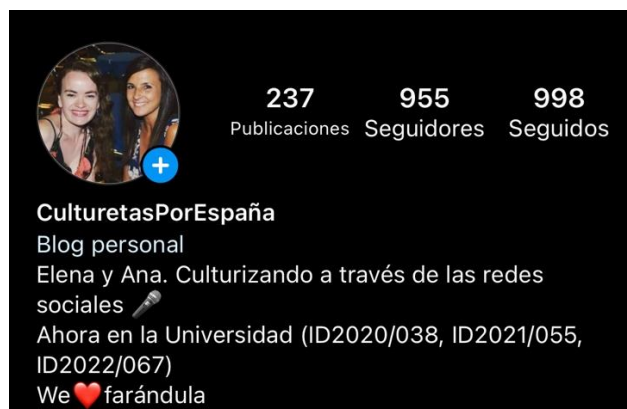 237 955 998
Publicaciones Seguidores Seguidos
CulturetasPorEspaña
Blog personal
Elena y Ana. Culturizando a través de las redes
sociales 🎤
Ahora en la Universidad (ID2020/038, ID2021/055,
ID2022/067)
We❤️farándula